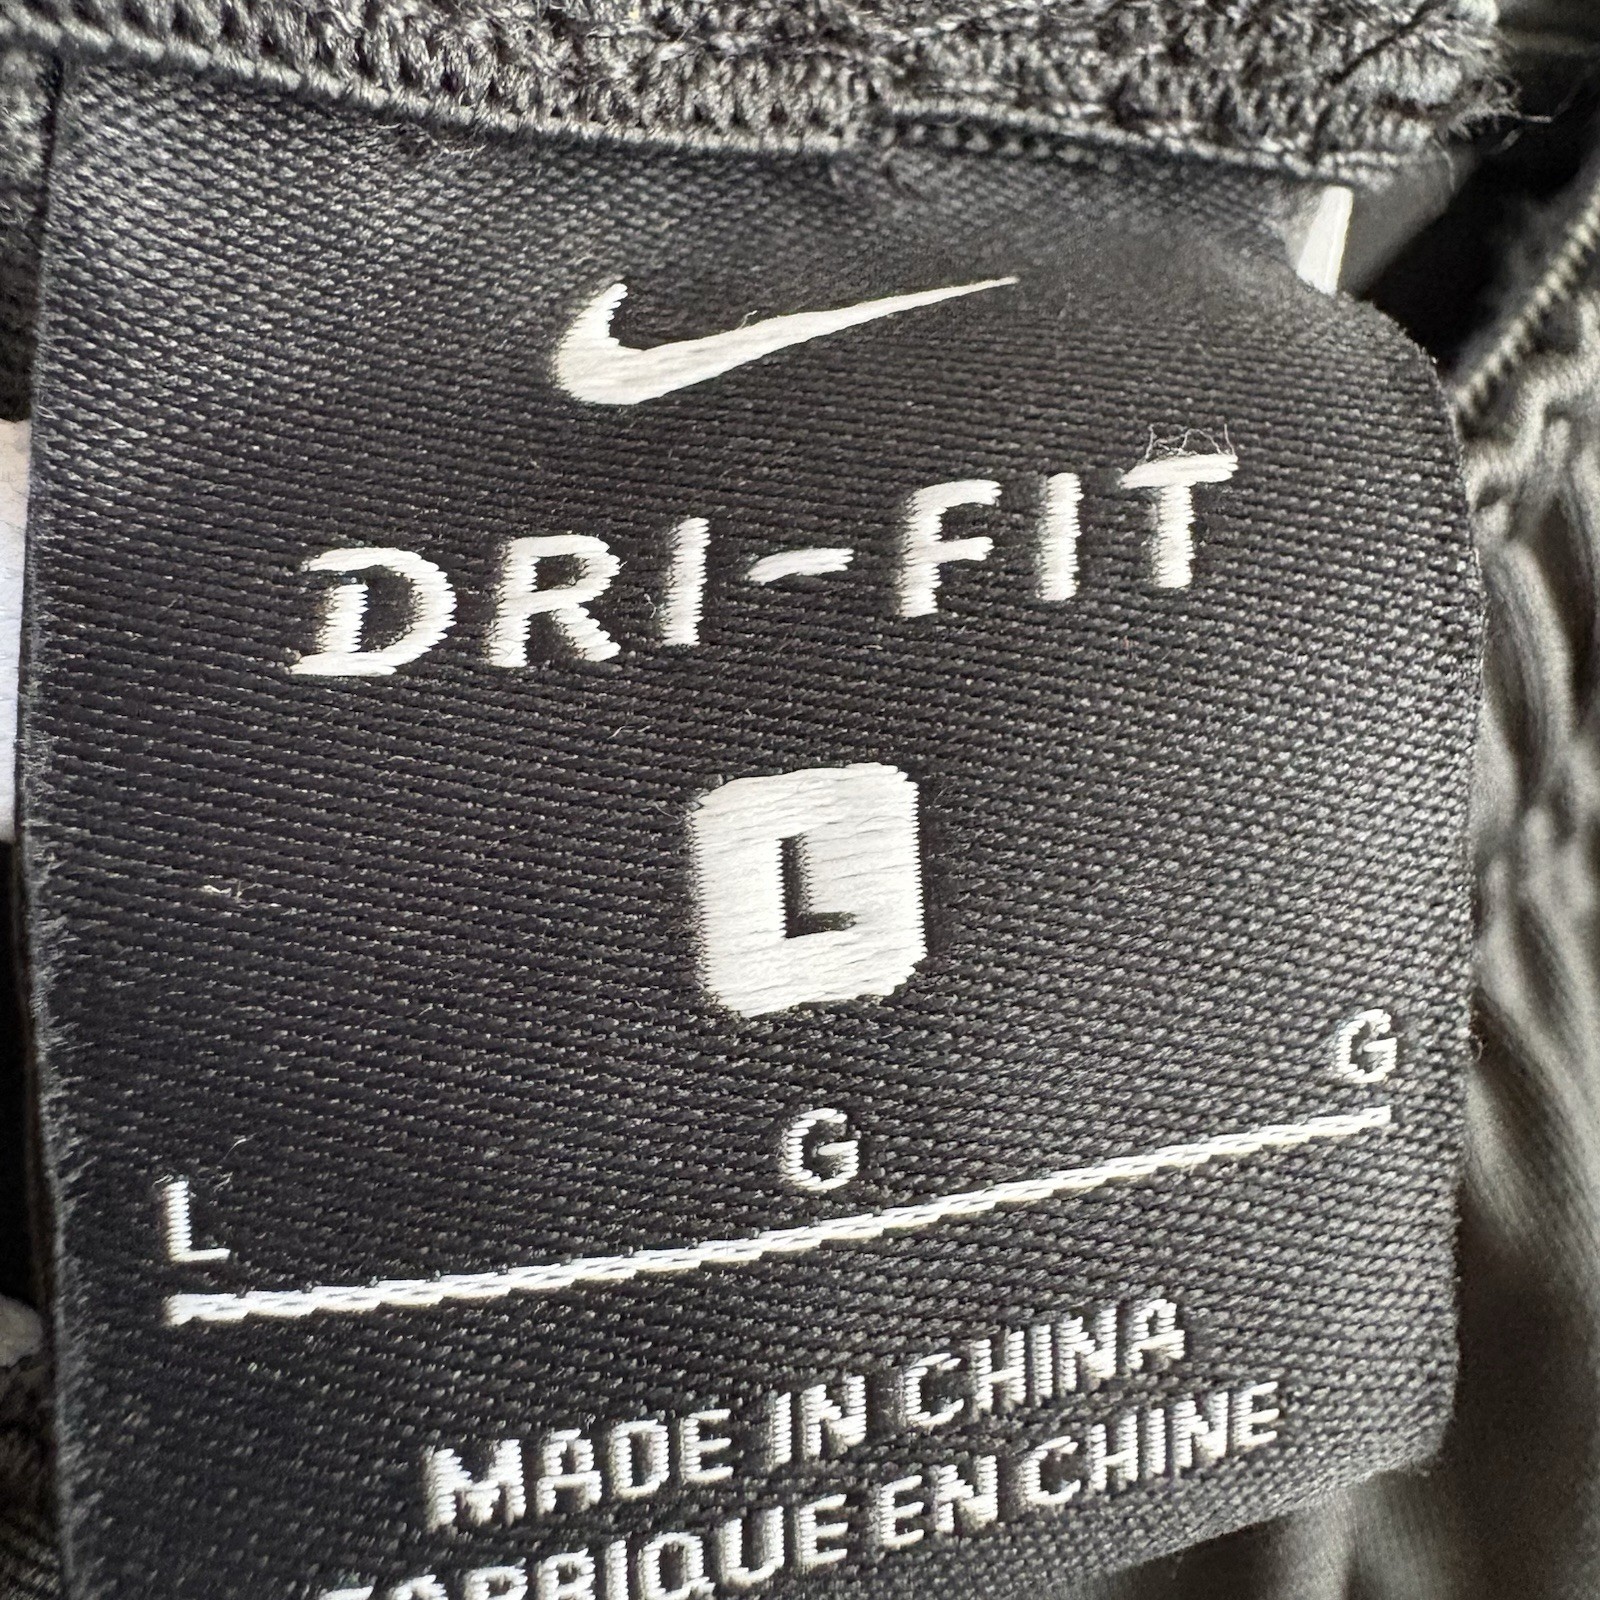 DRI-FIT
L
L G G
MADE IN CHINA
FABRIQUE EN CHINE